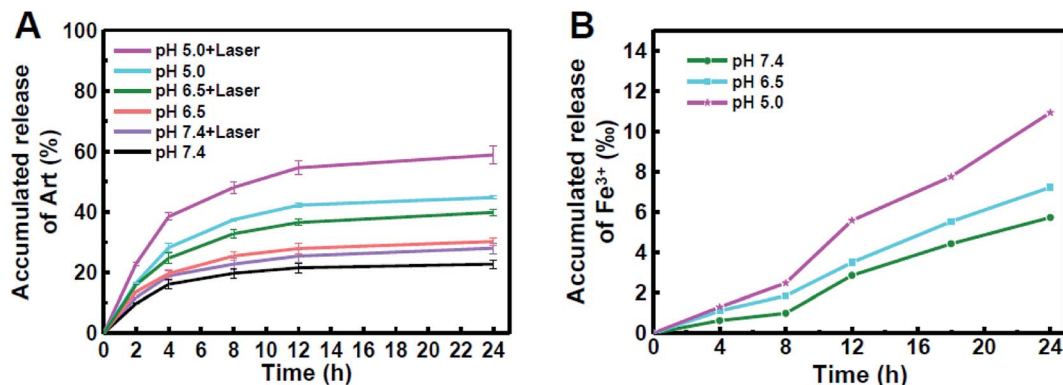 A
Accumulated release
of Art (%)
100
80
60
40
20
0
pH 5.0+Laser
pH 5.0
pH 6.5+Laser
pH 6.5
pH 7.4+Laser
pH 7.4
0 2 4 6 8 10 12 14 16 18 20 22 24
Time (h)
B
Accumulated release
of Fe³⁺ (‰)
14
12
10
8
6
4
2
0
pH 7.4
pH 6.5
pH 5.0
0 4 8 12 16 20 24
Time (h)